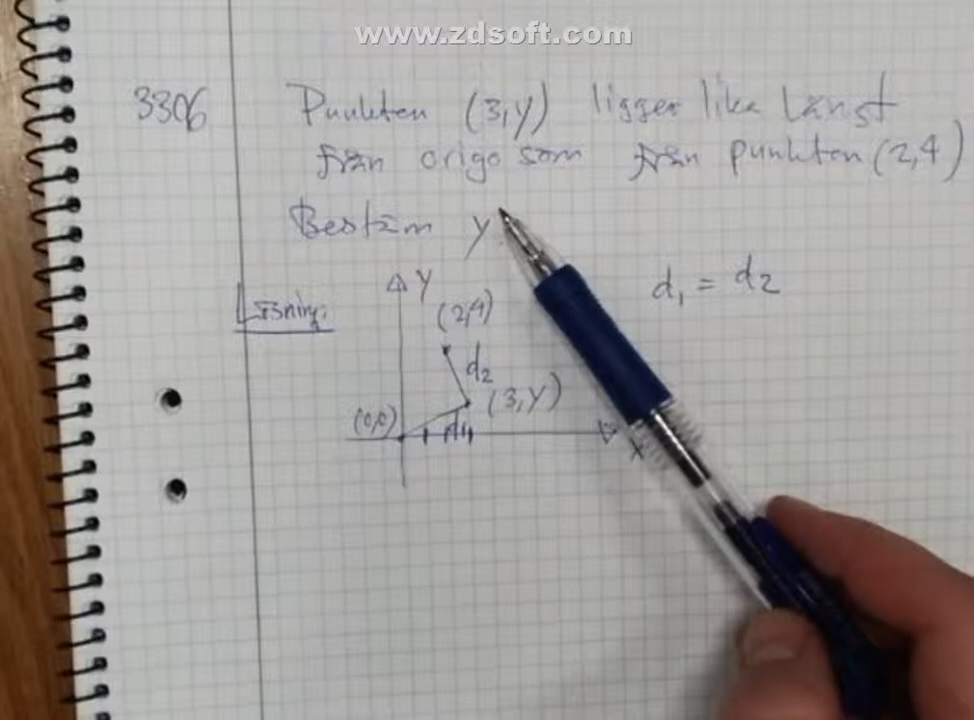 www.zdsoft.com
3306 Punkten (3,y) ligger lika långt
från origo som från punkten (2,4)
Bestäm y
Lösning:
y
(2,4)
d₁ = d₂
d₂
(3,y)
(0,0)
d₁
x